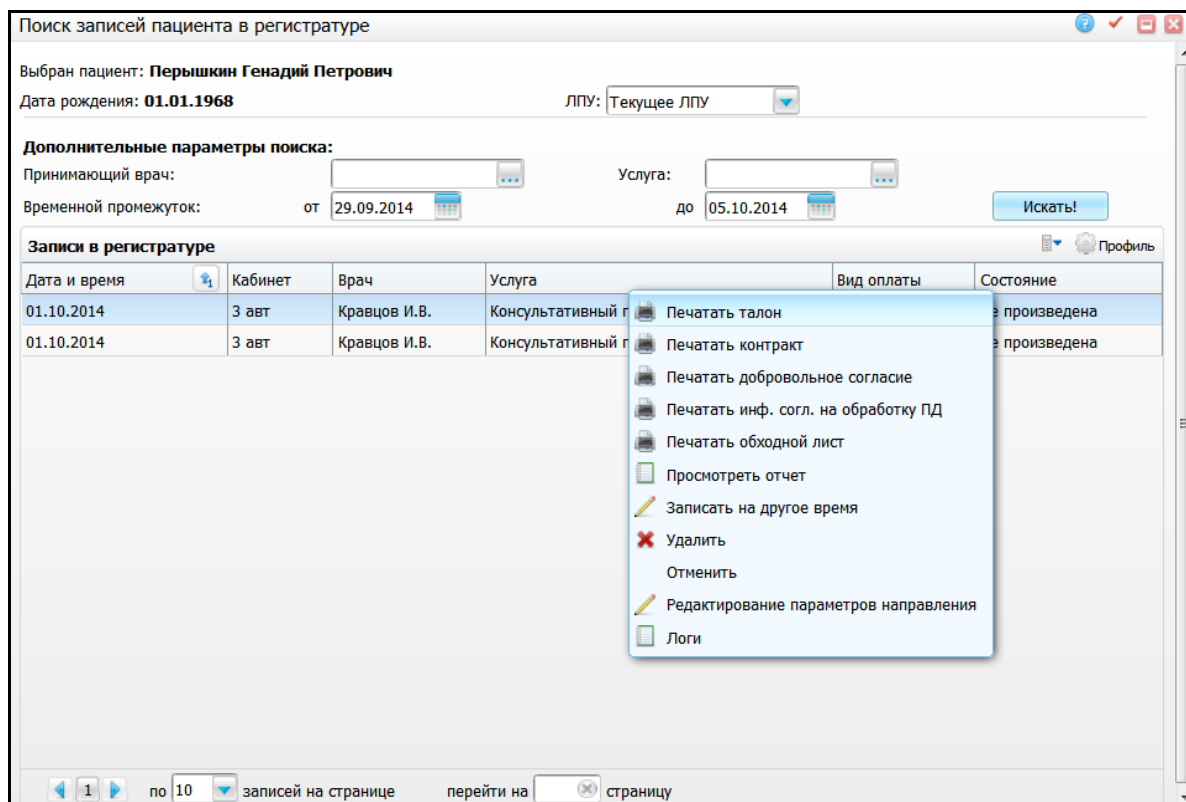 Поиск записей пациента в регистратуре
Выбран пациент: Перышкин Генадий Петрович
Дата рождения: 01.01.1968 ЛПУ: Текущее ЛПУ
Дополнительные параметры поиска:
Принимающий врач: ... Услуга: ...
Временной промежуток: от 29.09.2014 до 05.10.2014 Искать!
Записи в регистратуре Профиль
Дата и время 1 Кабинет Врач Услуга Вид оплаты Состояние
01.10.2014 3 авт Кравцов И.В. Консультативный произведена
01.10.2014 3 авт Кравцов И.В. Консультативный произведена
Печатать талон
Печатать контракт
Печатать добровольное согласие
Печатать инф. согл. на обработку ПД
Печатать обходной лист
Просмотреть отчет
Записать на другое время
Удалить
Отменить
Редактирование параметров направления
Логи
1 по 10 записей на странице перейти на страницу